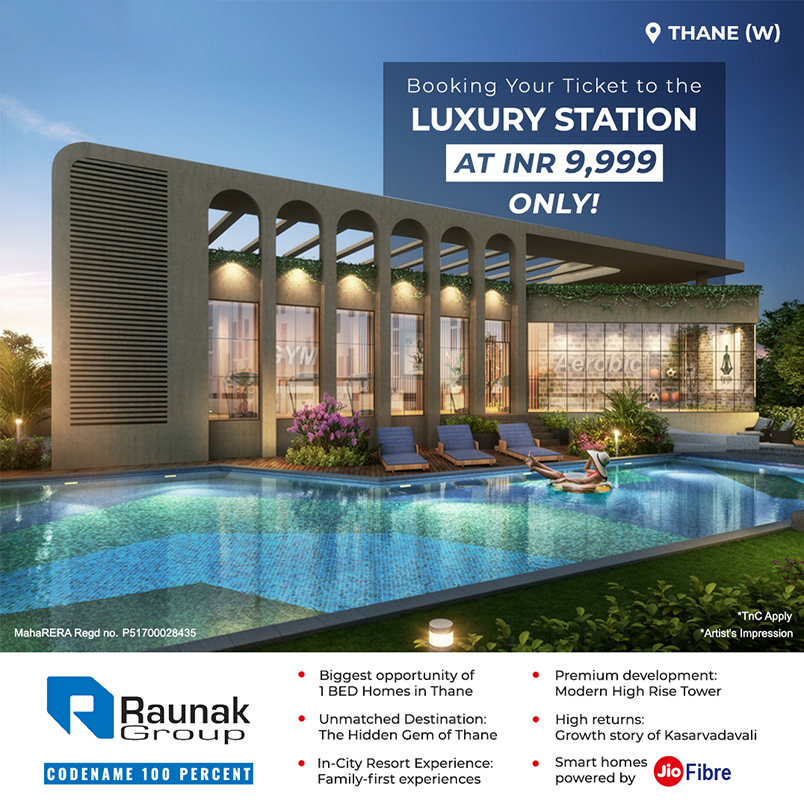 THANE (W)
Booking Your Ticket to the
LUXURY STATION
AT INR 9,999
ONLY!
GYM
Aerobic
*TnC Apply
MahaRERA Regd no. P51700028435
*Artist's Impression
Raunak
Group
CODENAME 100 PERCENT
• Biggest opportunity of
1 BED Homes in Thane
• Unmatched Destination:
The Hidden Gem of Thane
• In-City Resort Experience:
Family-first experiences
• Premium development:
Modern High Rise Tower
• High returns:
Growth story of Kasarvadavali
• Smart homes
powered by Jio Fibre